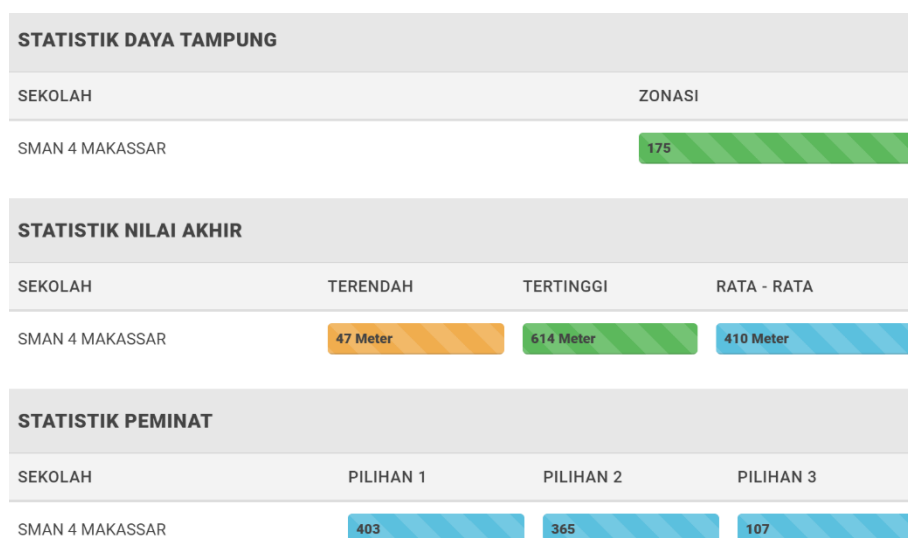 STATISTIK DAYA TAMPUNG
SEKOLAH ZONASI
SMAN 4 MAKASSAR 175
STATISTIK NILAI AKHIR
SEKOLAH TERENDAH TERTINGGI RATA - RATA
SMAN 4 MAKASSAR 47 Meter 614 Meter 410 Meter
STATISTIK PEMINAT
SEKOLAH PILIHAN 1 PILIHAN 2 PILIHAN 3
SMAN 4 MAKASSAR 403 365 107